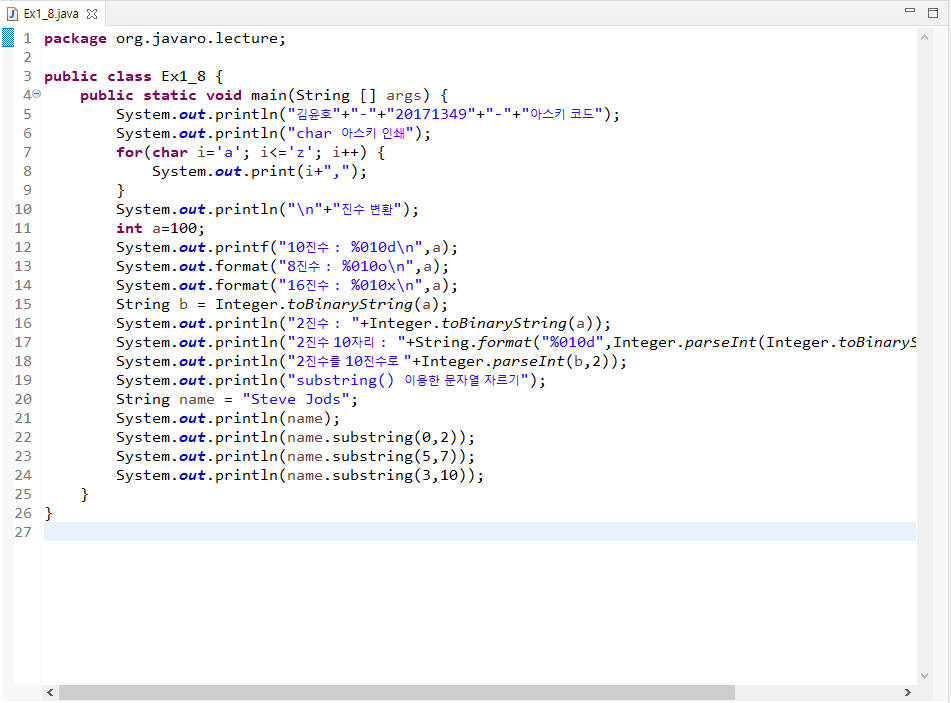 Ex1_8.java
1 package org.javaro.lecture;
2
3 public class Ex1_8 {
4 public static void main(String [] args) {
5 System.out.println("김윤호"+"-"+"20171349"+"-"+"아스키 코드");
6 System.out.println("char 아스키 인쇄");
7 for(char i='a'; i<='z'; i++) {
8 System.out.print(i+",");
9 }
10 System.out.println("\n"+"진수 변환");
11 int a=100;
12 System.out.printf("10진수 : %010d\n",a);
13 System.out.format("8진수 : %010o\n",a);
14 System.out.format("16진수 : %010x\n",a);
15 String b = Integer.toBinaryString(a);
16 System.out.println("2진수 : "+Integer.toBinaryString(a));
17 System.out.println("2진수 10자리 : "+String.format("%010d",Integer.parseInt(Integer.toBinaryS
18 System.out.println("2진수를 10진수로 "+Integer.parseInt(b,2));
19 System.out.println("substring() 이용한 문자열 자르기");
20 String name = "Steve Jods";
21 System.out.println(name);
22 System.out.println(name.substring(0,2));
23 System.out.println(name.substring(5,7));
24 System.out.println(name.substring(3,10));
25 }
26 }
27